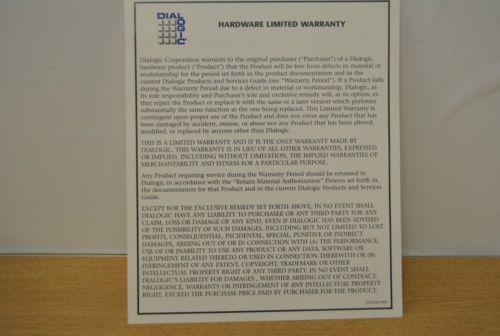 DIALOGIC
HARDWARE LIMITED WARRANTY
Dialogic Corporation warrants to the original purchaser ("Purchaser") of a Dialogic
hardware product ("Product") that the Product will be free from defects in material or
workmanship for the period set forth in the product documentation and in the
current Dialogic Products and Services Guide (see "Warranty Period"). If a Product fails
during the Warranty Period due to a defect in material or workmanship, Dialogic, as
its sole responsibility and Purchaser's sole and exclusive remedy will, at its option, ei-
ther repair the Product or replace it with the same or a later version which performs
substantially the same function as the one being replaced. This Limited Warranty is
contingent upon proper use of the Product and does not cover any Product that has
been damaged by accident, misuse, or abuse nor any Product that has been altered,
modified, or replaced by anyone other than Dialogic.
THIS IS A LIMITED WARRANTY AND IT IS THE ONLY WARRANTY MADE BY
DIALOGIC. THIS WARRANTY IS IN LIEU OF ALL OTHER WARRANTIES, EXPRESSED
OR IMPLIED, INCLUDING WITHOUT LIMITATION, THE IMPLIED WARRANTIES OF
MERCHANTABILITY AND FITNESS FOR A PARTICULAR PURPOSE.
Any Product requiring service during the Warranty Period should be returned to
Dialogic in accordance with the "Return Material Authorization" Process set forth in
the documentation for that Product and in the current Dialogic Products and Services
Guide.
EXCEPT FOR THE EXCLUSIVE REMEDY SET FORTH ABOVE, IN NO EVENT SHALL
DIALOGIC HAVE ANY LIABILITY TO PURCHASER OR ANY THIRD PARTY FOR ANY
CLAIM, LOSS OR DAMAGE OF ANY KIND, EVEN IF DIALOGIC HAS BEEN ADVISED
OF THE POSSIBILITY OF SUCH DAMAGES, INCLUDING BUT NOT LIMITED TO LOST
PROFITS, CONSEQUENTIAL, INCIDENTAL, SPECIAL, PUNITIVE OR INDIRECT
DAMAGES, ARISING OUT OF OR IN CONNECTION WITH (A) THE PERFORMANCE,
USE OF OR INABILITY TO USE ANY PRODUCT OR ANY DATA, SOFTWARE OR
EQUIPMENT RELATED THERETO OR USED IN CONNECTION THEREWITH OR (B)
INFRINGEMENT OF ANY PATENT, COPYRIGHT, TRADEMARK OR OTHER
INTELLECTUAL PROPERTY RIGHT OF ANY THIRD PARTY. IN NO EVENT SHALL
DIALOGIC'S LIABILITY FOR DAMAGES , WHETHER ARISING OUT OF CONTRACT,
NEGLIGENCE, WARRANTY OR INFRINGEMENT OF ANY INTELLECTUAL PROPERTY
RIGHT, EXCEED THE PURCHASE PRICE PAID BY PURCHASER FOR THE PRODUCT.